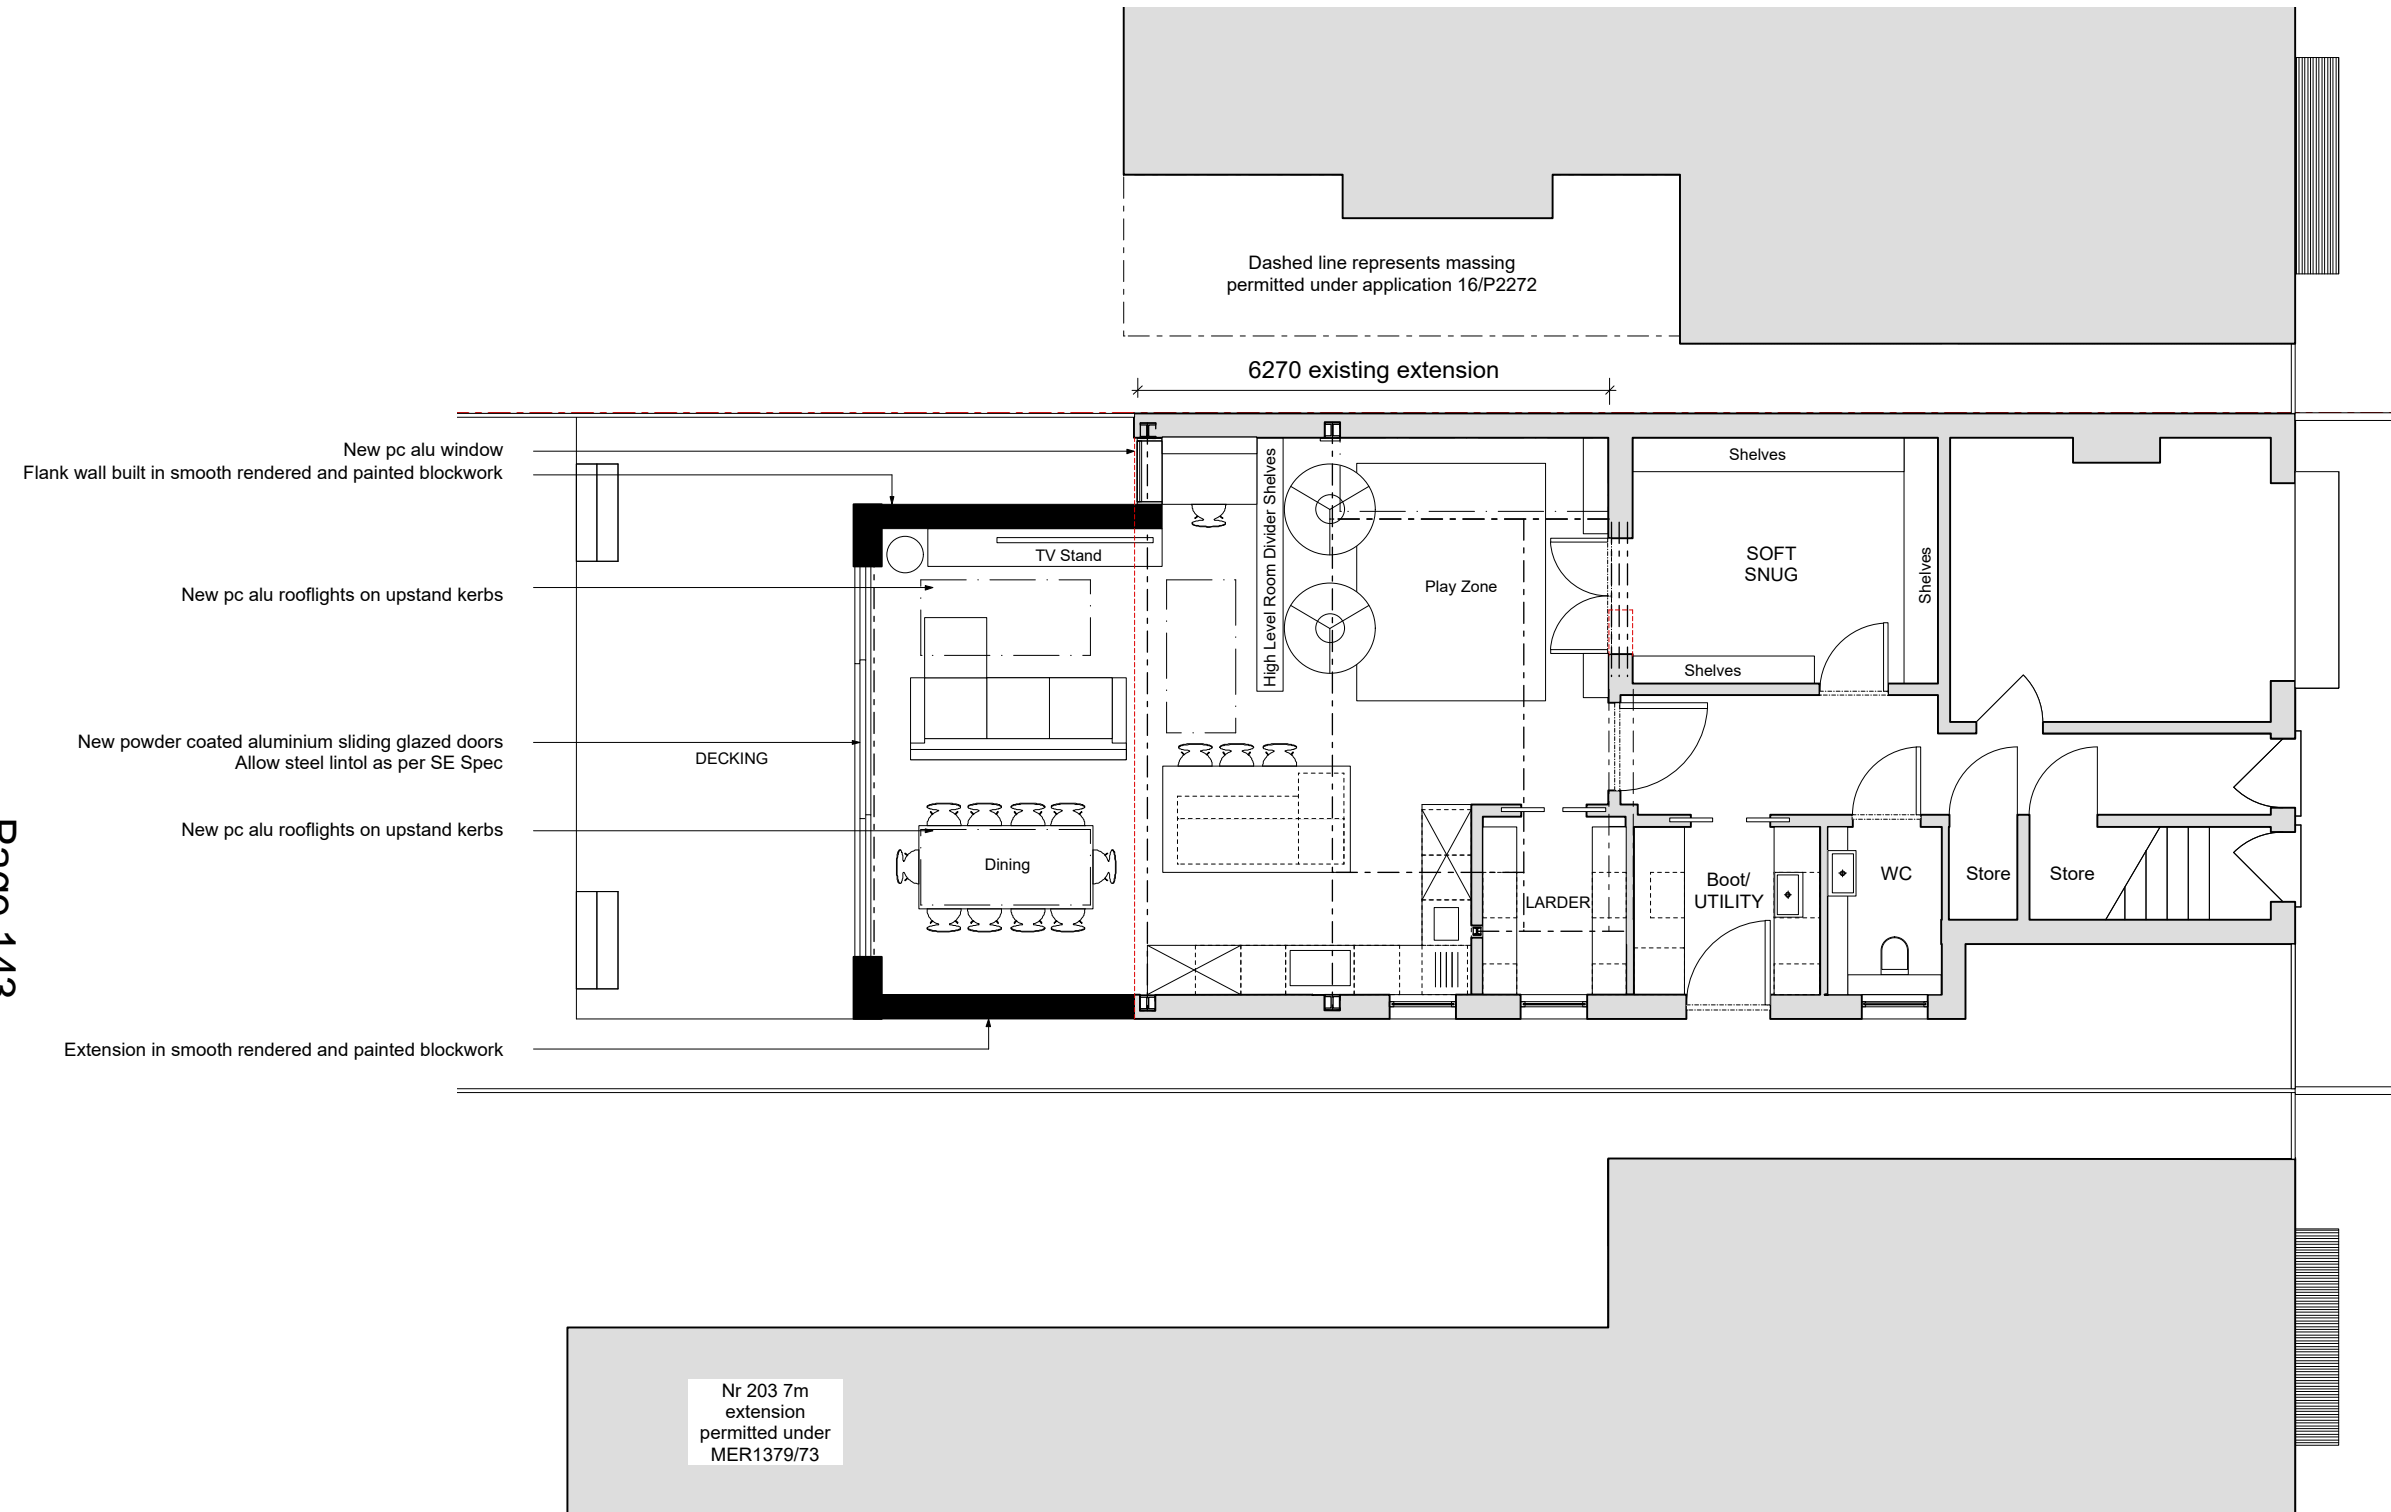 Dashed line represents massing
permitted under application 16/P2272
6270 existing extension
New pc alu window
Flank wall built in smooth rendered and painted blockwork
New pc alu rooflights on upstand kerbs
New powder coated aluminium sliding glazed doors
Allow steel lintol as per SE Spec
New pc alu rooflights on upstand kerbs
Extension in smooth rendered and painted blockwork
DECKING
TV Stand
Dining
High Level Room Divider Shelves
Play Zone
Shelves
SOFT
SNUG
Shelves
Shelves
LARDER
Boot/
UTILITY
WC
Store
Store
Nr 203 7m
extension
permitted under
MER1379/73
Page 143